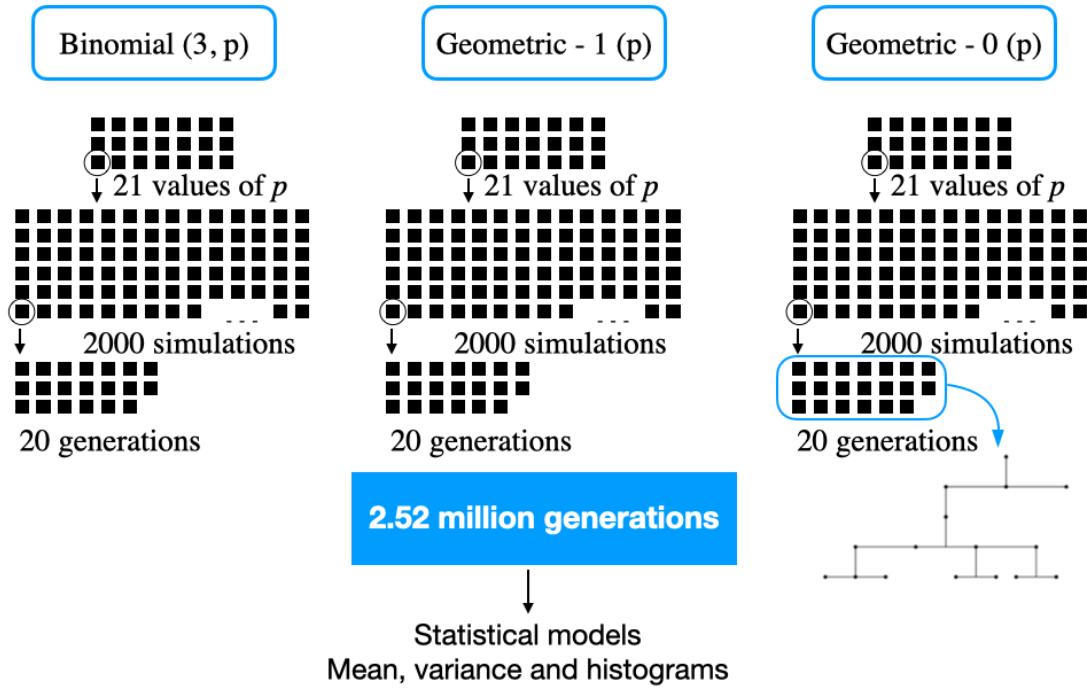 Binomial (3, p)
Geometric - 1 (p)
Geometric - 0 (p)
21 values of p
21 values of p
21 values of p
- - -
- - -
- - -
2000 simulations
2000 simulations
2000 simulations
20 generations
20 generations
20 generations
2.52 million generations
Statistical models
Mean, variance and histograms